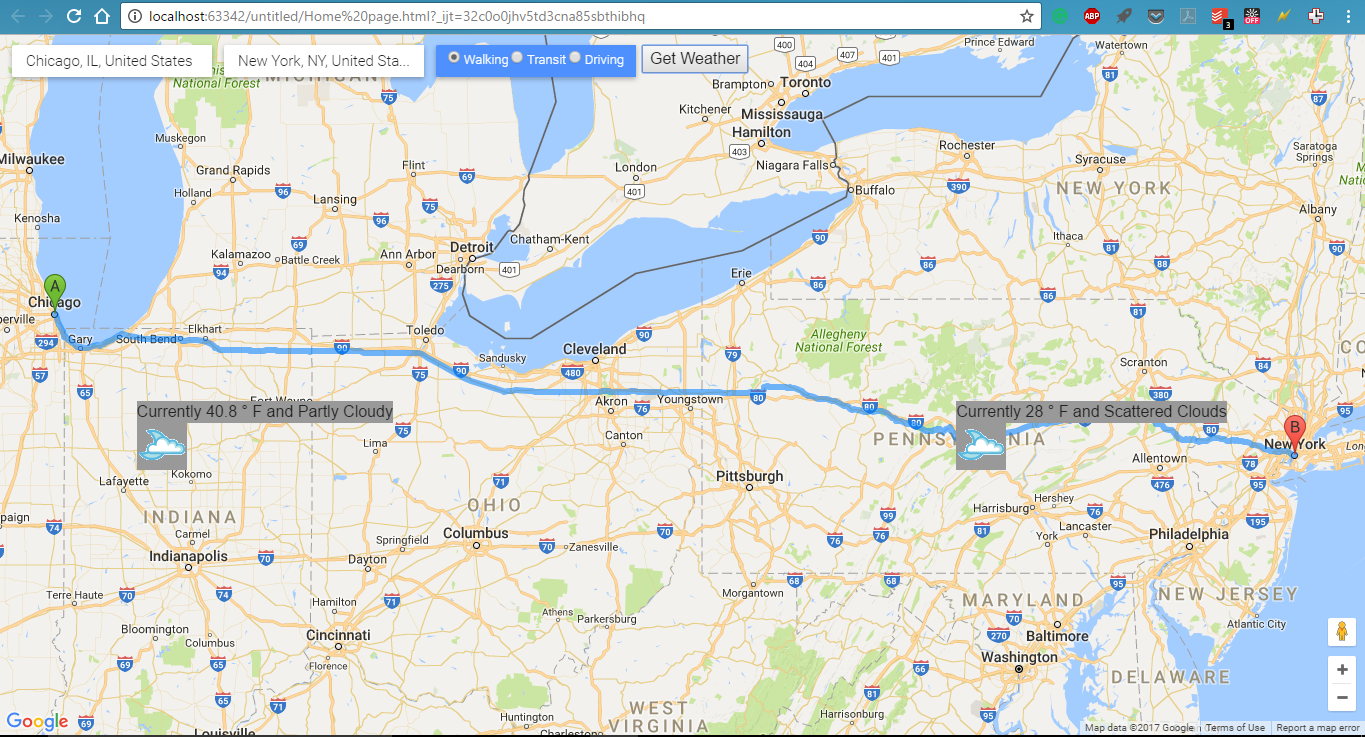 localhost:63342/untitled/Home%20page.html?_ijt=32c0o0jhv5td3cna85sbthibhq
ABP
3
OFF
Chicago, IL, United States
New York, NY, United Sta...
Walking Transit Driving
Get Weather
MICHIGAN
National Forest
Prince Edward
Watertown
Brampton
Toronto
Mississauga
Kitchener
Hamilton
London
Niagara Falls
Rochester
Syracuse
Saratoga
Springs
Buffalo
NEW YORK
Albany
Ithaca
Muskegon
Milwaukee
Grand Rapids
Flint
Holland
Lansing
Kenosha
Kalamazoo
Battle Creek
Ann Arbor
Detroit
Dearborn
Chatham-Kent
Erie
A
Chicago
perville
Gary
South Bend
Elkhart
Toledo
Sandusky
Cleveland
Allegheny
National Forest
Scranton
Akron
Youngstown
Fort Wayne
Currently 40.8 ° F and Partly Cloudy
Currently 28 ° F and Scattered Clouds
B
New York
PENNSYLVANIA
Allentown
Lima
Canton
Pittsburgh
Kokomo
Lafayette
INDIANA
Carmel
Indianapolis
OHIO
Columbus
Springfield
Zanesville
Dayton
Hershey
Harrisburg
Lancaster
York
Philadelphia
paign
Terre Haute
Hamilton
Bloomington
Columbus
Cincinnati
Florence
Athens
Parkersburg
Morgantown
MARYLAND
NEW JERSEY
Atlantic City
Baltimore
Washington
DELAWARE
Harrisonburg
WEST
VIRGINIA
Huntington
Charleston
Louisville
Google
Map data ©2017 Google
Terms of Use
Report a map error